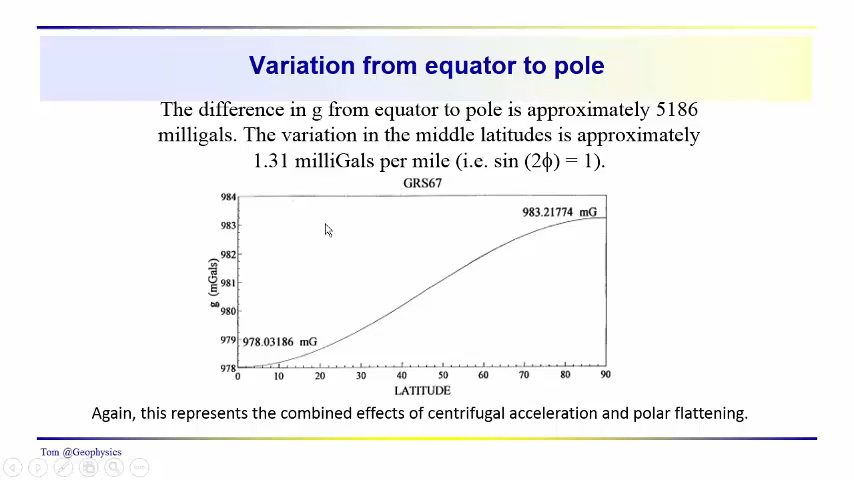 Variation from equator to pole
The difference in g from equator to pole is approximately 5186
milligals. The variation in the middle latitudes is approximately
1.31 milliGals per mile (i.e. sin (2ϕ) = 1).
GRS67
984
983.21774 mG
983
982
g (mGals)
981
980
979
978.03186 mG
978
0 10 20 30 40 50 60 70 80 90
LATITUDE
Again, this represents the combined effects of centrifugal acceleration and polar flattening.
Tom @Geophysics